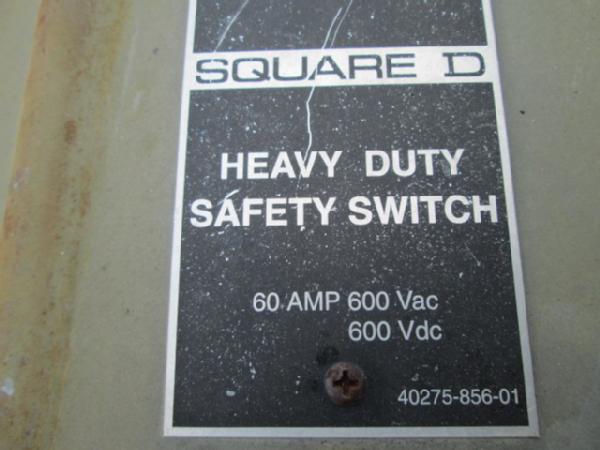 SQUARE D
HEAVY DUTY
SAFETY SWITCH
60 AMP 600 Vac
600 Vdc
40275-856-01